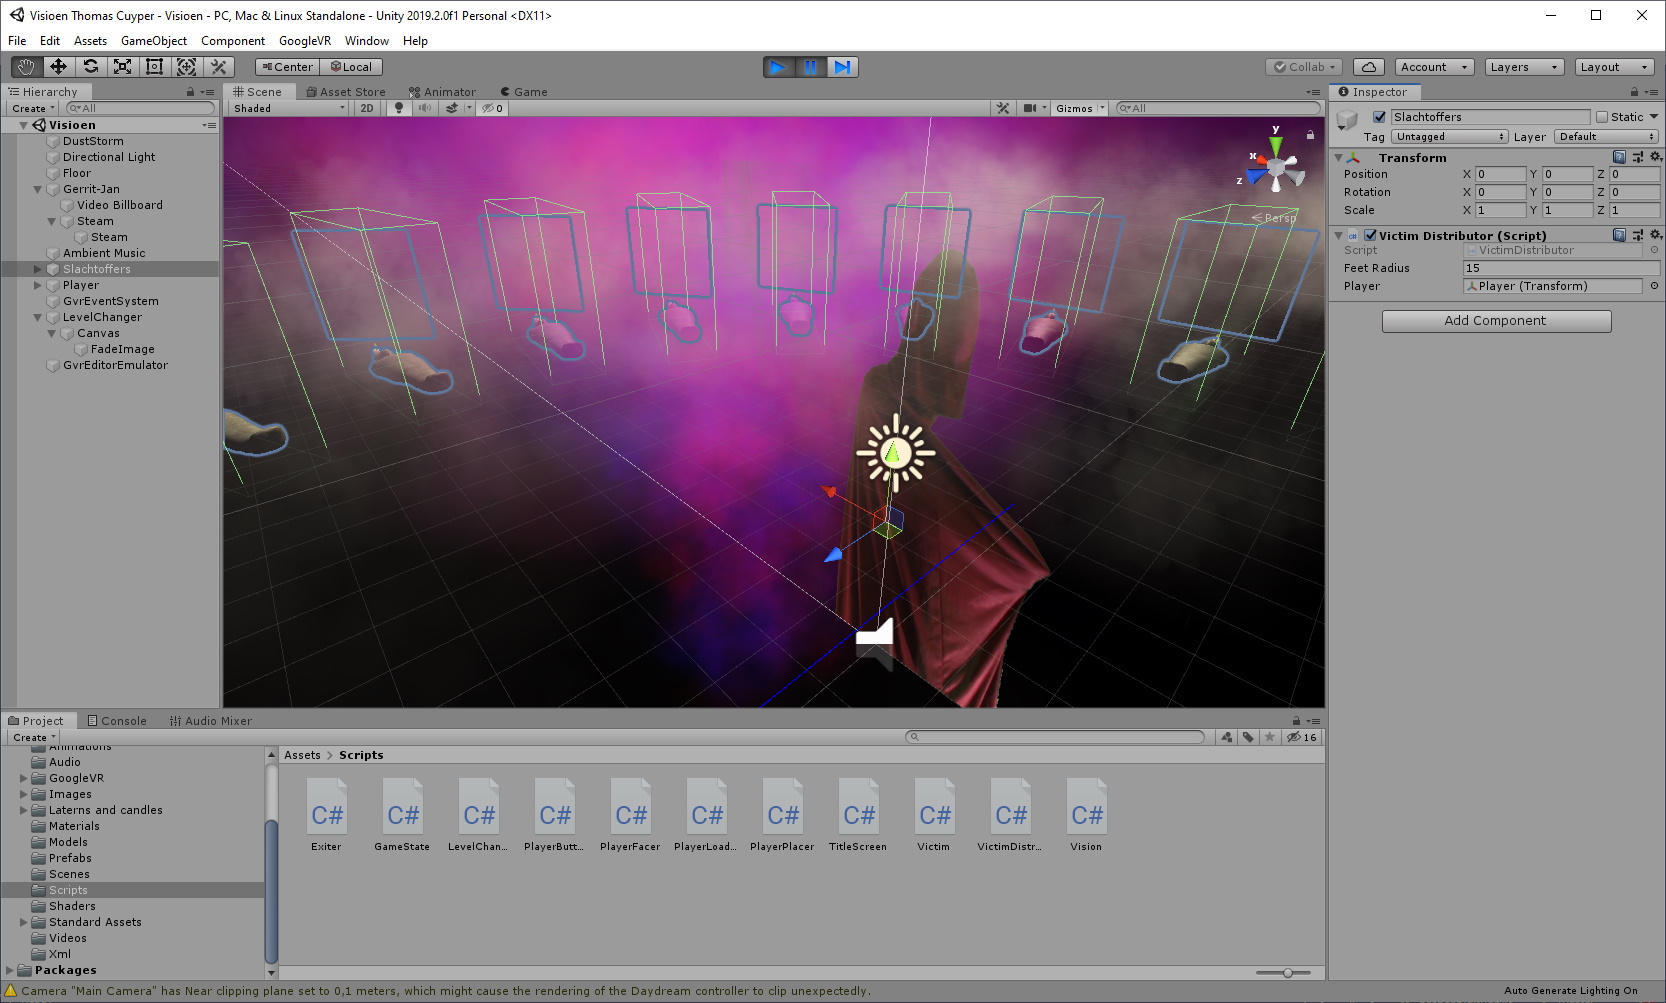 Visioen Thomas Cuyper - Visioen - PC, Mac & Linux Standalone - Unity 2019.2.0f1 Personal <DX11>
File Edit Assets GameObject Component GoogleVR Window Help
Center Local Collab Account Layers Layout
Hierarchy
Create All
Visioen
DustStorm
Directional Light
Floor
Gerrit-Jan
Video Billboard
Steam
Steam
Ambient Music
Slachtoffers
Player
GvrEventSystem
LevelChanger
Canvas
FadeImage
GvrEditorEmulator
Scene Asset Store Animator Game
Shaded 2D 0 Gizmos All
y
x
z
Persp
Inspector
Slachtoffers Static
Tag Untagged Layer Default
Transform
Position X 0 Y 0 Z 0
Rotation X 0 Y 0 Z 0
Scale X 1 Y 1 Z 1
Victim Distributor (Script)
Script VictimDistributor
Feet Radius 15
Player Player (Transform)
Add Component
Project Console Audio Mixer
Create 16
Animations
Audio
GoogleVR
Images
Laterns and candles
Materials
Models
Prefabs
Scenes
Scripts
Shaders
Standard Assets
Videos
Xml
Packages
Assets > Scripts
C# C# C# C# C# C# C# C# C# C# C#
Exiter GameState LevelChan... PlayerButt... PlayerFacer PlayerLoad... PlayerPlacer TitleScreen Victim VictimDistr... Vision
Camera "Main Camera" has Near clipping plane set to 0,1 meters, which might cause the rendering of the Daydream controller to clip unexpectedly.
Auto Generate Lighting On